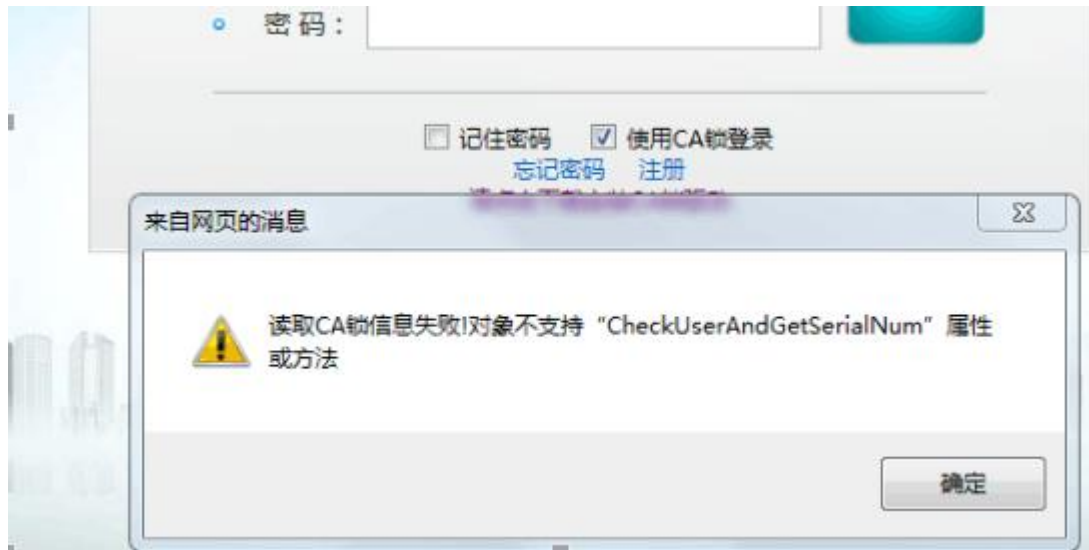 密 码：
记住密码 使用CA锁登录
忘记密码 注册
来自网页的消息
读取CA锁信息失败!对象不支持“CheckUserAndGetSerialNum”属性
或方法
确定